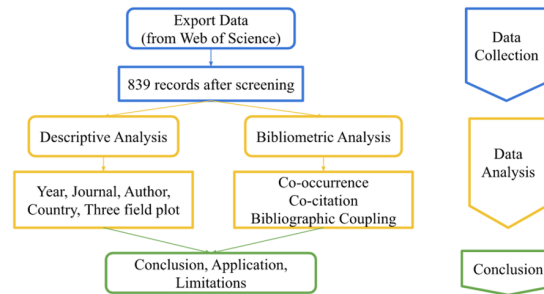 Export Data
(from Web of Science)
839 records after screening
Descriptive Analysis
Bibliometric Analysis
Year, Journal, Author,
Country, Three field plot
Co-occurrence
Co-citation
Bibliographic Coupling
Conclusion, Application,
Limitations
Data
Collection
Data
Analysis
Conclusion